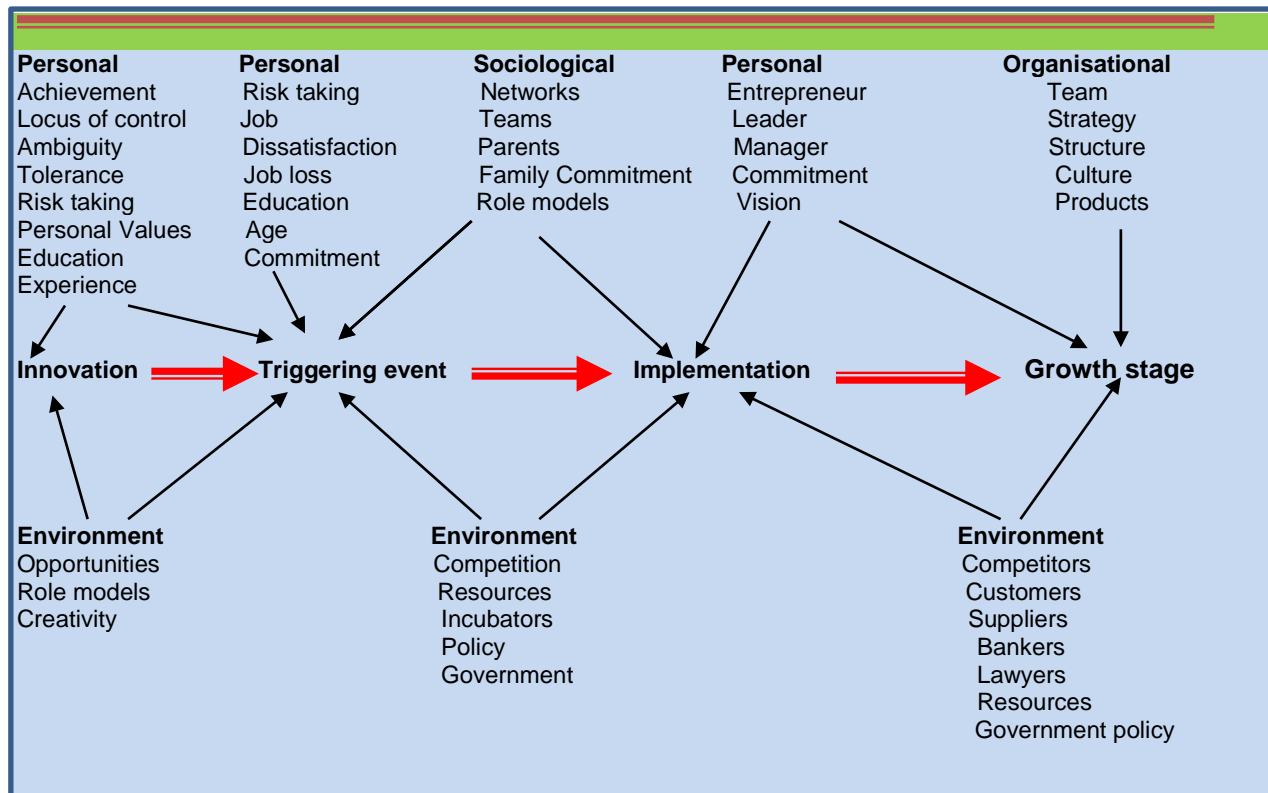 Personal
Achievement
Locus of control
Ambiguity
Tolerance
Risk taking
Personal Values
Education
Experience
Personal
Risk taking
Job
Dissatisfaction
Job loss
Education
Age
Commitment
Sociological
Networks
Teams
Parents
Family Commitment
Role models
Personal
Entrepreneur
Leader
Manager
Commitment
Vision
Organisational
Team
Strategy
Structure
Culture
Products
Innovation
Triggering event
Implementation
Growth stage
Environment
Opportunities
Role models
Creativity
Environment
Competition
Resources
Incubators
Policy
Government
Environment
Competitors
Customers
Suppliers
Bankers
Lawyers
Resources
Government policy